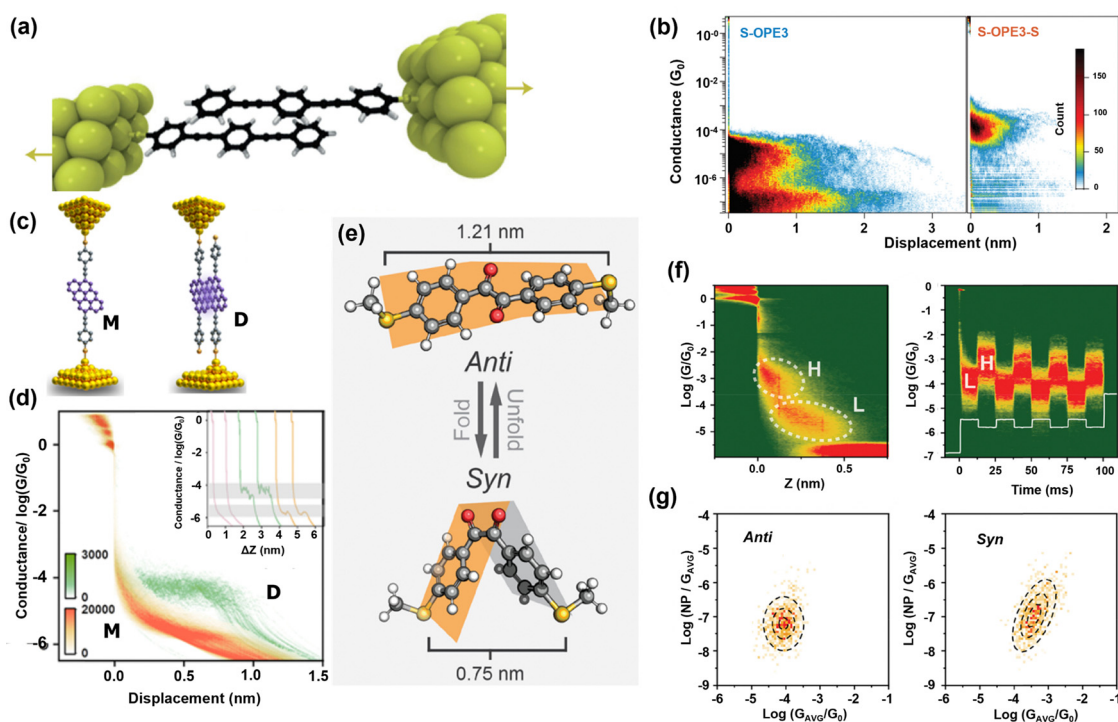 (a)
(b)
S-OPE3
S-OPE3-S
Conductance (G₀)
10⁻⁰
10⁻²
10⁻⁴
10⁻⁶
Count
150
100
50
0
0 1 2 3
0 1 2
Displacement (nm)
(c)
M
D
(d)
Conductance/ log(G/G₀)
0
-2
-4
-6
3000
0
20000
0
M
D
0.0 0.5 1.0 1.5
Displacement (nm)
Conductance / log(G/G₀)
0
-2
-4
-6
0 1 2 3 4 5 6
ΔZ (nm)
(e)
1.21 nm
Anti
Fold
Unfold
Syn
0.75 nm
(f)
Log (G/G₀)
0
-1
-2
-3
-4
-5
H
L
0.0 0.5
Z (nm)
Log (G/G₀)
0
-1
-2
-3
-4
-5
-6
-7
L
H
0 25 50 75 100
Time (ms)
(g)
Anti
Log (NP / G_AVG)
-4
-5
-6
-7
-8
-9
-6 -5 -4 -3 -2 -1
Log (G_AVG/G₀)
Syn
Log (NP / G_AVG)
-4
-5
-6
-7
-8
-9
-6 -5 -4 -3 -2 -1
Log (G_AVG/G₀)